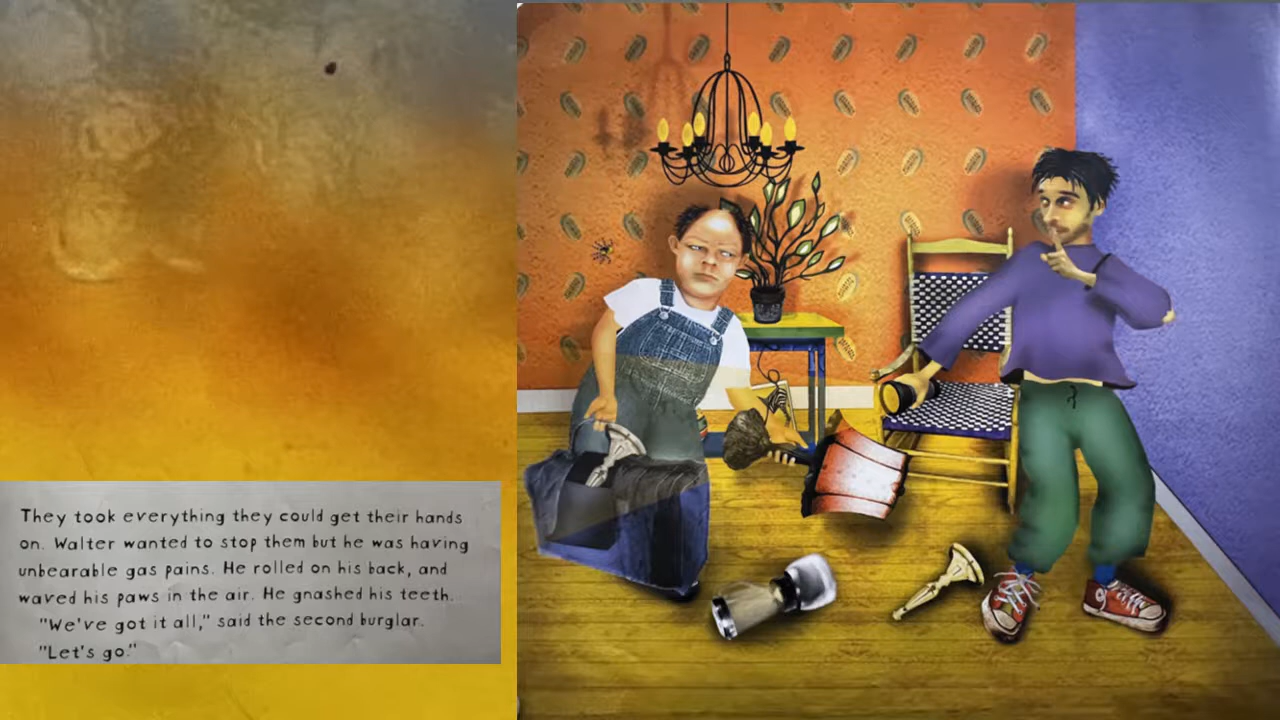 They took everything they could get their hands
on. Walter wanted to stop them but he was having
unbearable gas pains. He rolled on his back, and
waved his paws in the air. He gnashed his teeth.
"We've got it all," said the second burglar.
"Let's go."